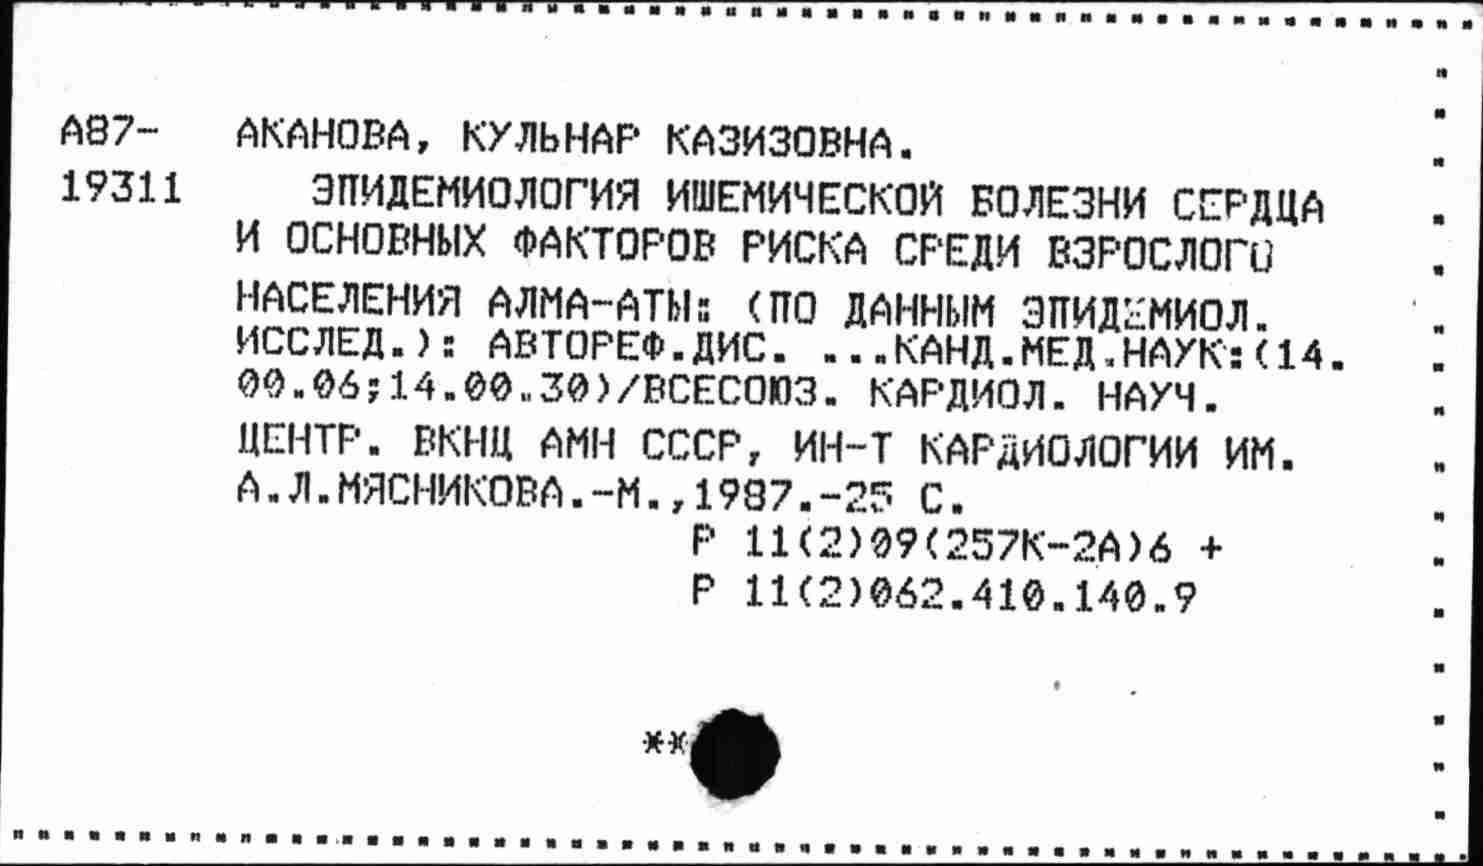 А87- АКАНОВА, КУЛЬНАР КАЗИЗОВНА.
19311 ЭПИДЕМИОЛОГИЯ ИШЕМИЧЕСКОЙ БОЛЕЗНИ СЕРДЦА
И ОСНОВНЫХ ФАКТОРОВ РИСКА СРЕДИ ВЗРОСЛОГО
НАСЕЛЕНИЯ АЛМА-АТЫ: (ПО ДАННЫМ ЭПИДЕМИОЛ.
ИССЛЕД.): АВТОРЕФ.ДИС. ...КАНД.МЕД.НАУК:(14.
00.06;14.00.30)/ВСЕСОЮЗ. КАРДИОЛ. НАУЧ.
ЦЕНТР. ВКНЦ АМН СССР, ИН-Т КАРДИОЛОГИИ ИМ.
А.Л.МЯСНИКОВА.-М.,1987.-25 С.
Р 11(2)09(257К-2А)6 +
Р 11(2)062.410.140.9
**